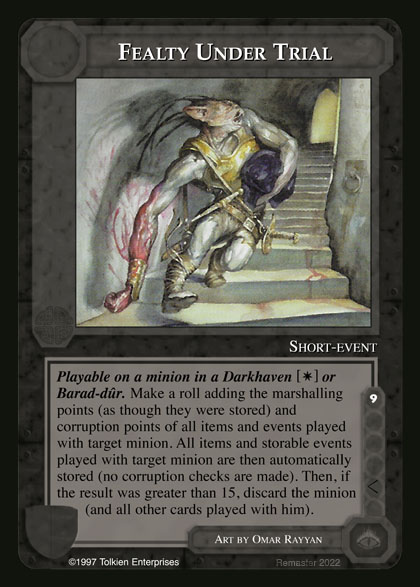 Fealty Under Trial
Short-event
Playable on a minion in a Darkhaven [✶] or
Barad-dûr. Make a roll adding the marshalling
points (as though they were stored) and
corruption points of all items and events played
with target minion. All items and storable events
played with target minion are then automatically
stored (no corruption checks are made). Then, if
the result was greater than 15, discard the minion
(and all other cards played with him).
9
Art by Omar Rayyan
©1997 Tolkien Enterprises
Remaster 2022